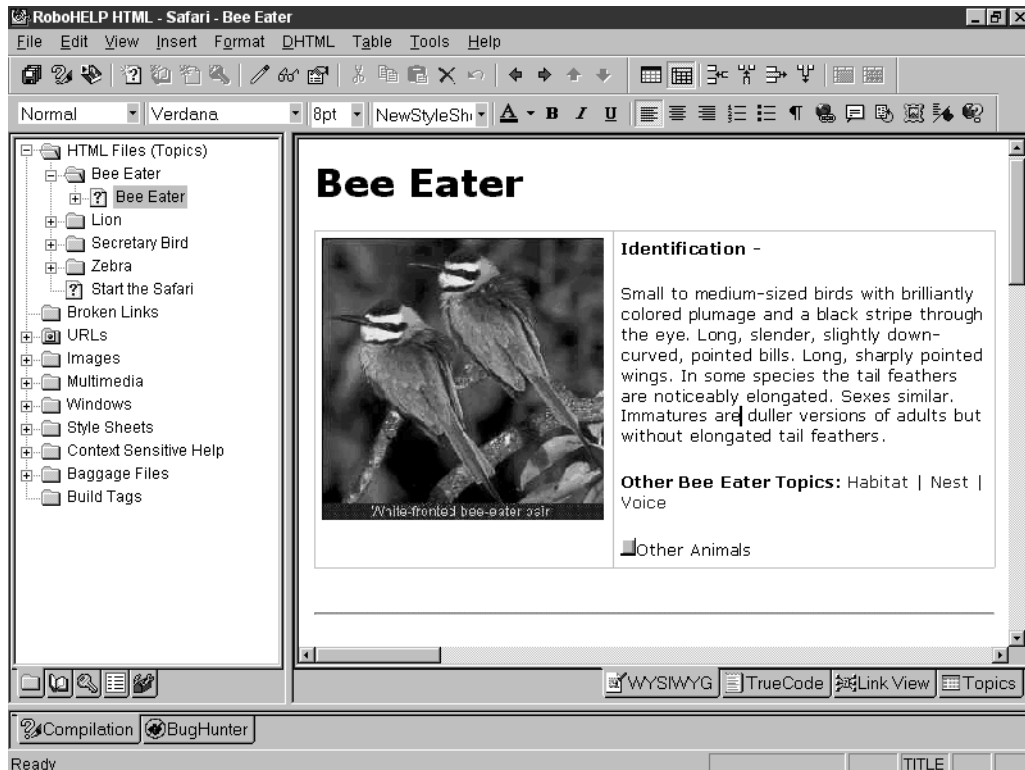 RoboHELP HTML - Safari - Bee Eater
File Edit View Insert Format DHTML Table Tools Help
Normal Verdana 8pt NewStyleShe A B I U
HTML Files (Topics)
Bee Eater
Bee Eater
Lion
Secretary Bird
Zebra
Start the Safari
Broken Links
URLs
Images
Multimedia
Windows
Style Sheets
Context Sensitive Help
Baggage Files
Build Tags
Bee Eater
White-fronted bee-eater pair
Identification -
Small to medium-sized birds with brilliantly
colored plumage and a black stripe through
the eye. Long, slender, slightly down-
curved, pointed bills. Long, sharply pointed
wings. In some species the tail feathers
are noticeably elongated. Sexes similar.
Immatures are duller versions of adults but
without elongated tail feathers.
Other Bee Eater Topics: Habitat | Nest |
Voice
Other Animals
WYSIWYG TrueCode Link View Topics
Compilation BugHunter
Ready TITLE